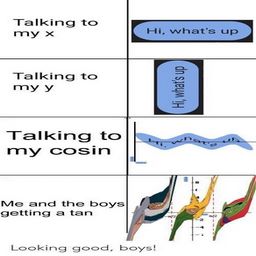 Talking to
my x
Hi, what's up
Talking to
my y
Hi, what's up
Talking to
my cosin
Hi, what's uh
Me and the boys
getting a tan
Looking good, boys!